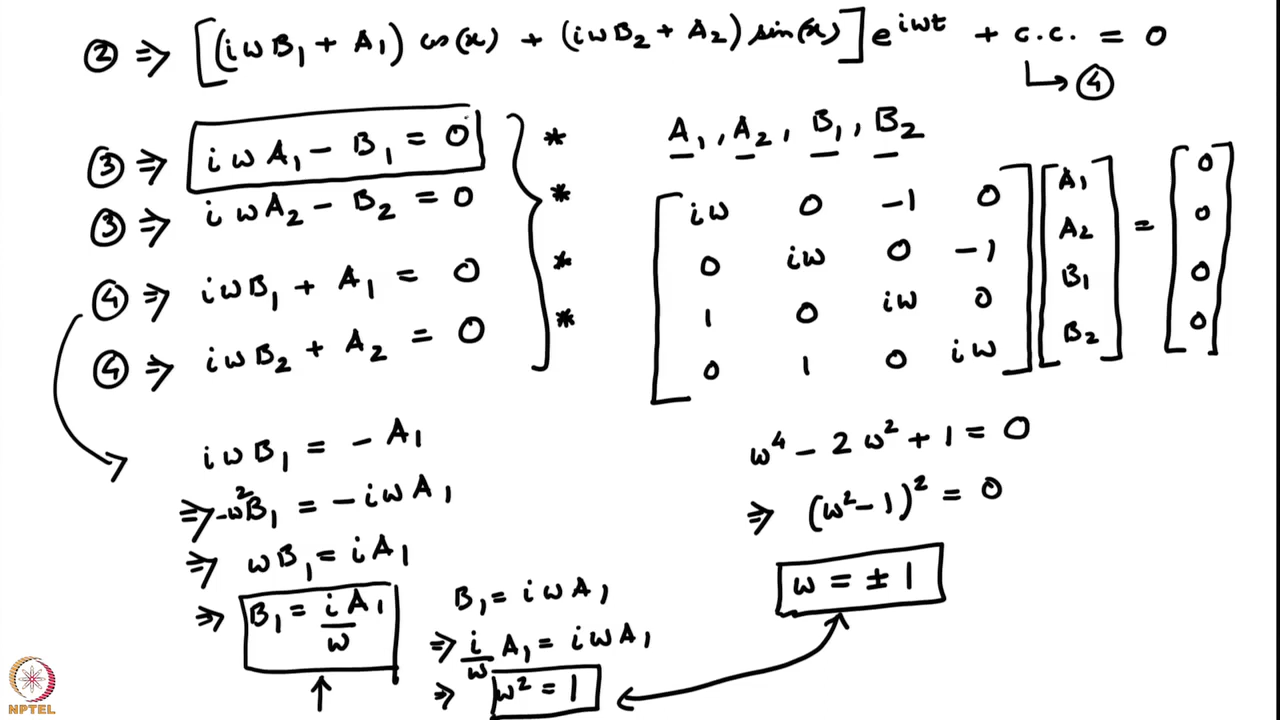 ② ⇒ [(iωB₁ + A₁) cos(x) + (iωB₂ + A₂) sin(x)] e^{iωt} + c.c. = 0
↳ ④
③ ⇒ iωA₁ − B₁ = 0 *
③ ⇒ iωA₂ − B₂ = 0 *
④ ⇒ iωB₁ + A₁ = 0 *
④ ⇒ iωB₂ + A₂ = 0 *
A₁, A₂, B₁, B₂
[iω 0 −1 0] [A₁] [0]
[0 iω 0 −1] [A₂] = [0]
[1 0 iω 0] [B₁] [0]
[0 1 0 iω] [B₂] [0]
iωB₁ = −A₁
⇒ −ω²B₁ = −iωA₁
⇒ ωB₁ = iA₁
⇒ B₁ = iA₁/ω
B₁ = iωA₁
⇒ i/ω A₁ = iωA₁
⇒ ω² = 1
ω⁴ − 2ω² + 1 = 0
⇒ (ω² − 1)² = 0
ω = ± 1
NPTEL